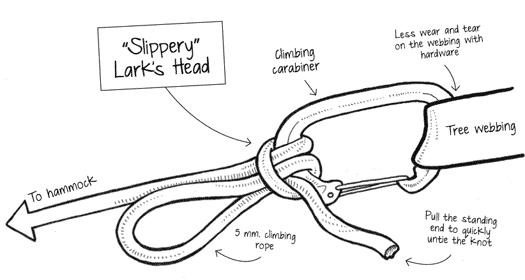 "Slippery"
Lark's Head
Climbing
carabiner
Less wear and tear
on the webbing with
hardware
Tree webbing
To hammock
5 mm. climbing
rope
Pull the standing
end to quickly
untie the knot